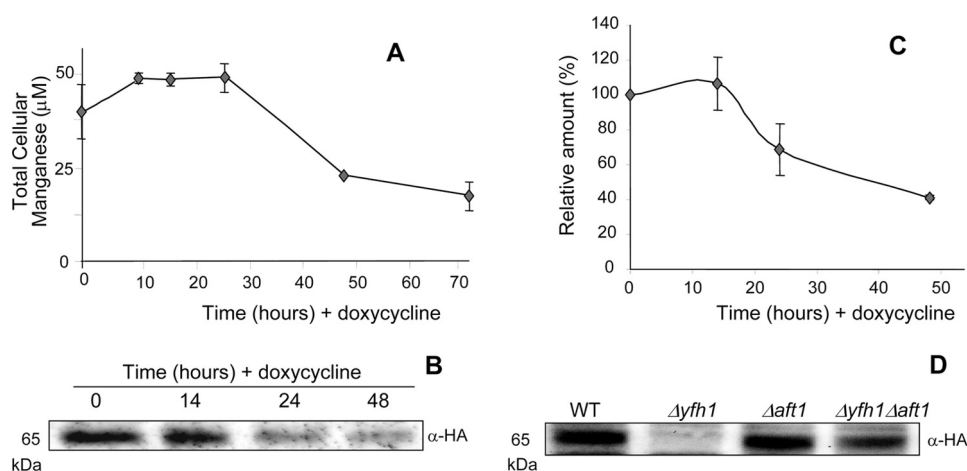 A
Total Cellular
Manganese (μM)
50
25
0
0 10 20 30 40 50 60 70
Time (hours) + doxycycline
C
Relative amount (%)
140
120
100
80
60
40
20
0
0 10 20 30 40 50
Time (hours) + doxycycline
B
Time (hours) + doxycycline
0 14 24 48
65
kDa
α-HA
D
WT Δyfh1 Δaft1 Δyfh1Δaft1
65
kDa
α-HA